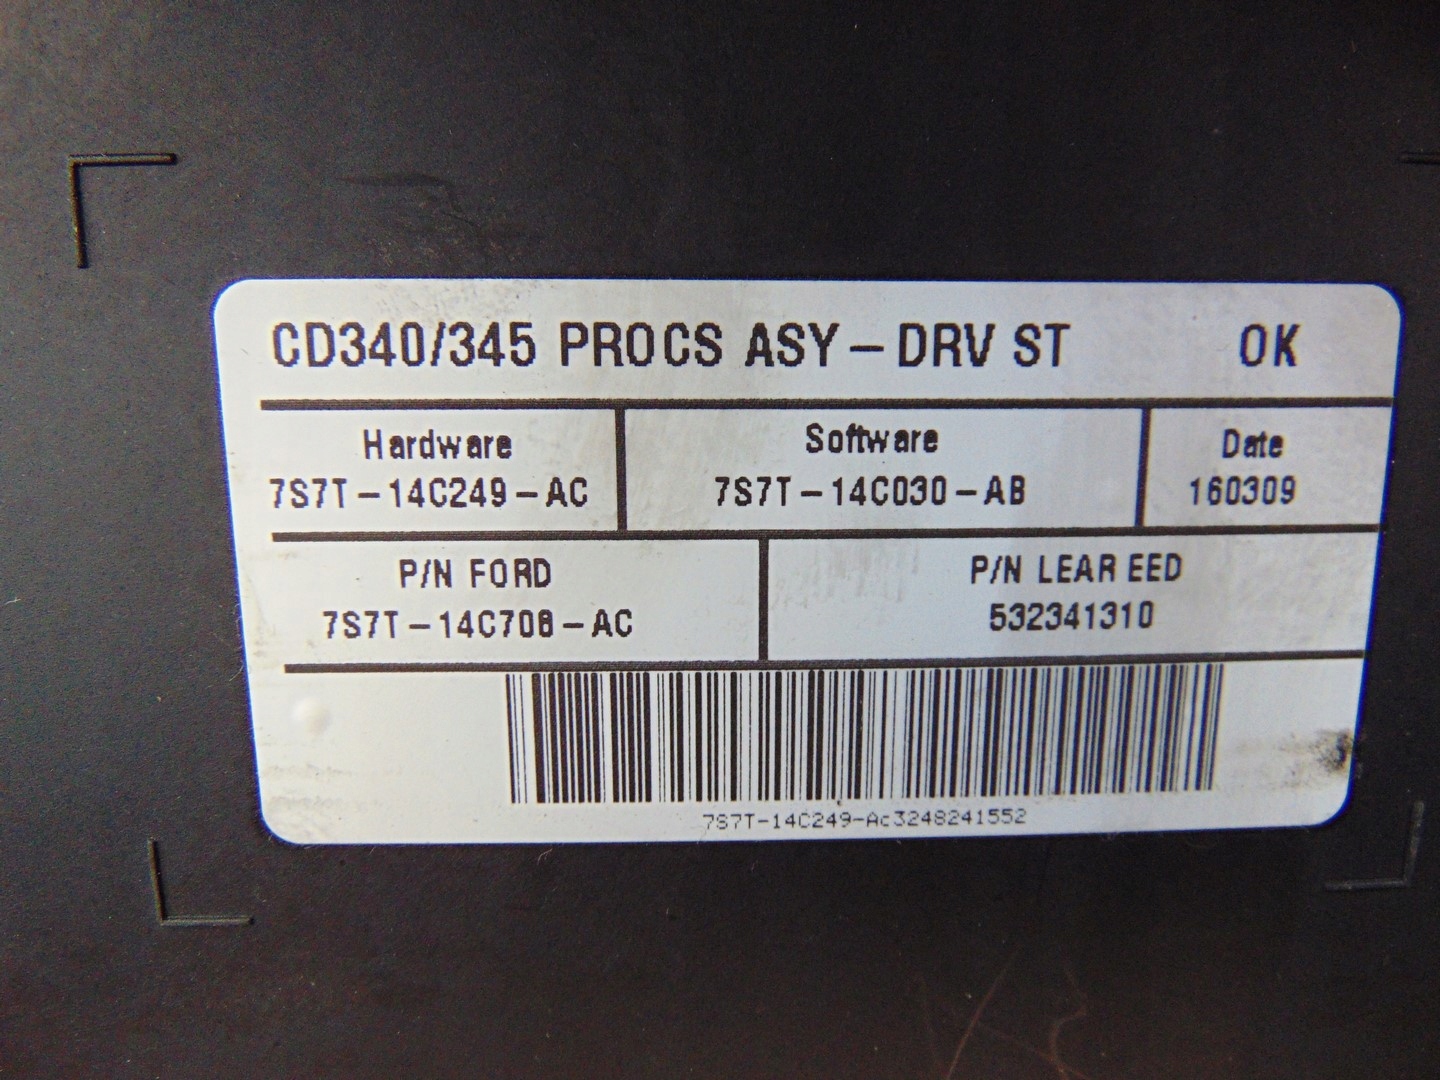 CD340/345 PROCS ASY - DRV ST OK
Hardware Software Date
7S7T-14C249-AC 7S7T-14C030-AB 160309
P/N FORD P/N LEAR EED
7S7T-14C708-AC 532341310
7S7T-14C249-Ac3248241552